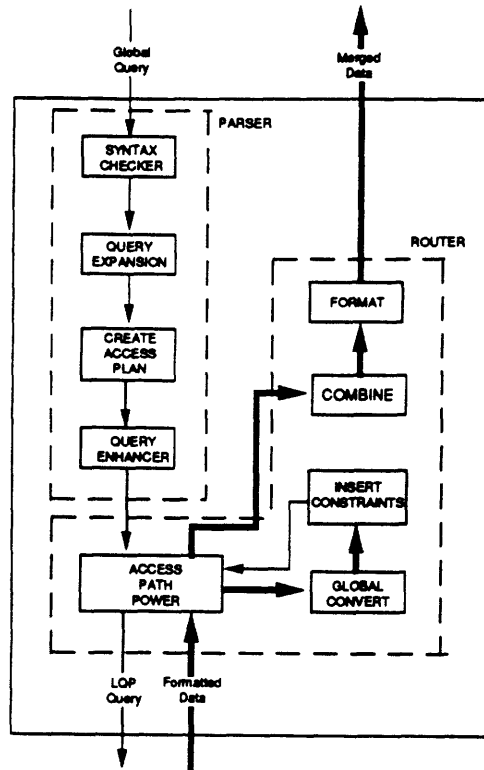 Global
Query
Merged
Data
PARSER
SYNTAX
CHECKER
QUERY
EXPANSION
CREATE
ACCESS
PLAN
QUERY
ENHANCER
ROUTER
FORMAT
COMBINE
INSERT
CONSTRAINTS
ACCESS
PATH
POWER
GLOBAL
CONVERT
LQP
Query
Formatted
Data